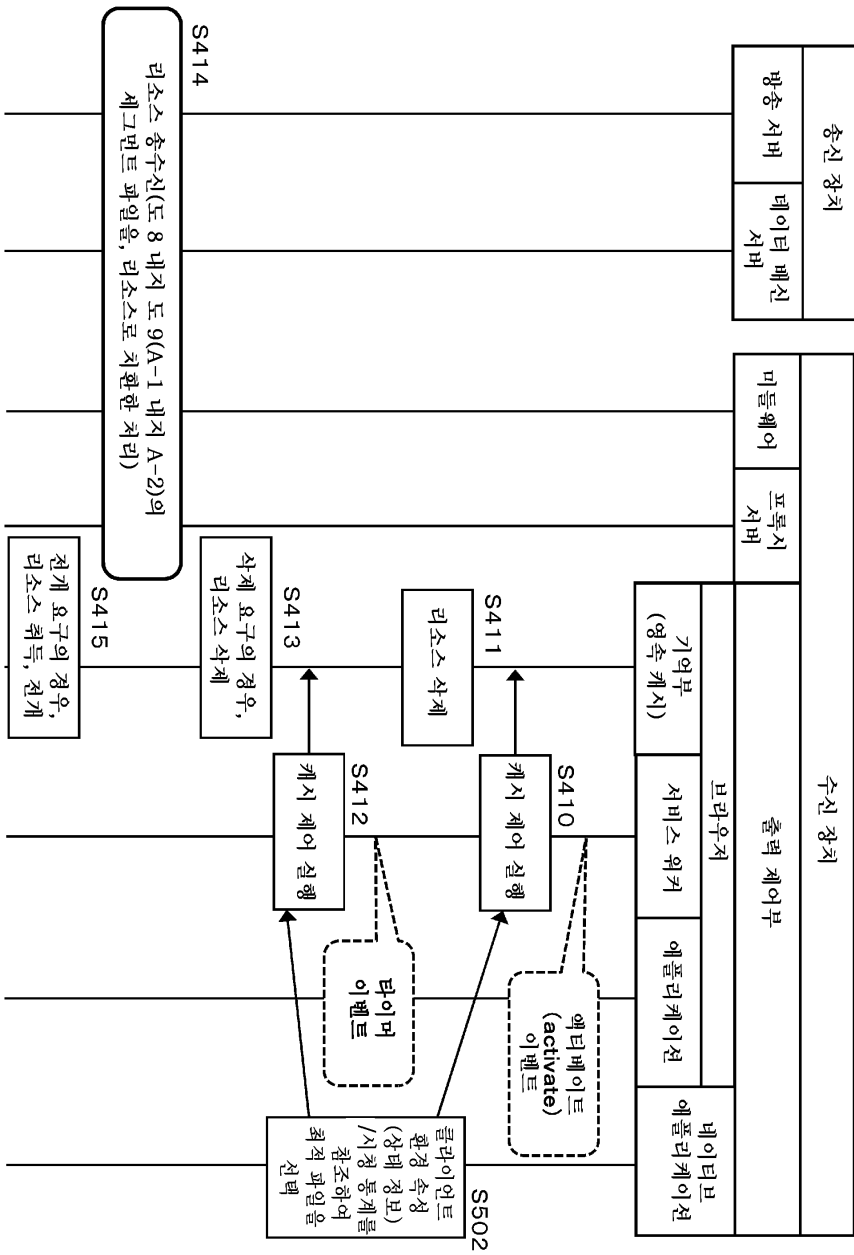 송신 장치
수신 장치
방송 서버
데이터 배신
서버
미들웨어
프록시
서버
출력 제어부
브라우저
네이티브
애플리케이션
기억부
(영속 캐시)
서비스 워커
애플리케이션
액티베이트
(activate)
이벤트
S410
캐시 제어 실행
S411
리소스 삭제
S502
클라이언트
환경 속성
(상태 정보)
/시청 통계를
참조하여
최적 파일을
선택
타이머
이벤트
S412
캐시 제어 실행
S413
삭제 요구의 경우,
리소스 삭제
S414
리소스 송수신(도 8 내지 도 9(A-1 내지 A-2)의
세그먼트 파일을, 리소스로 치환한 처리)
S415
전개 요구의 경우,
리소스 취득, 전개